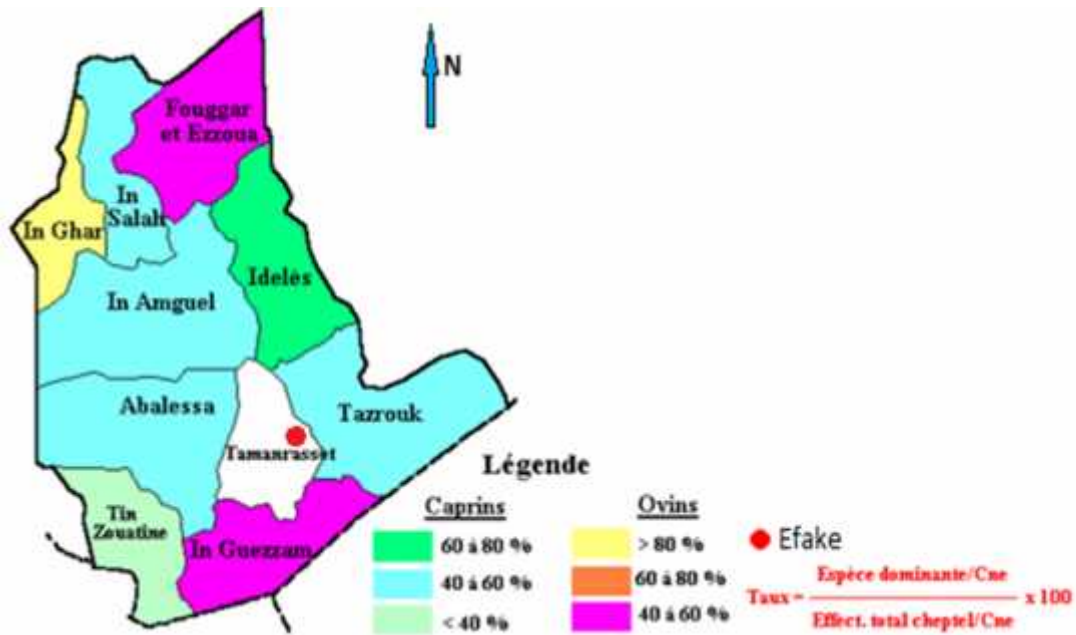 N
Fouggar
et Ezzoua
In
Salah
In Ghar
Idelès
In Amguel
Abalessa
Tazrouk
Tamanrasset
Tin
Zouatine
In Guezzam
Légende
Caprins
60 à 80 %
40 à 60 %
< 40 %
Ovins
> 80 %
60 à 80 %
40 à 60 %
Efake
Taux = Espèce dominante/Cne
Effect. total cheptel/Cne x 100